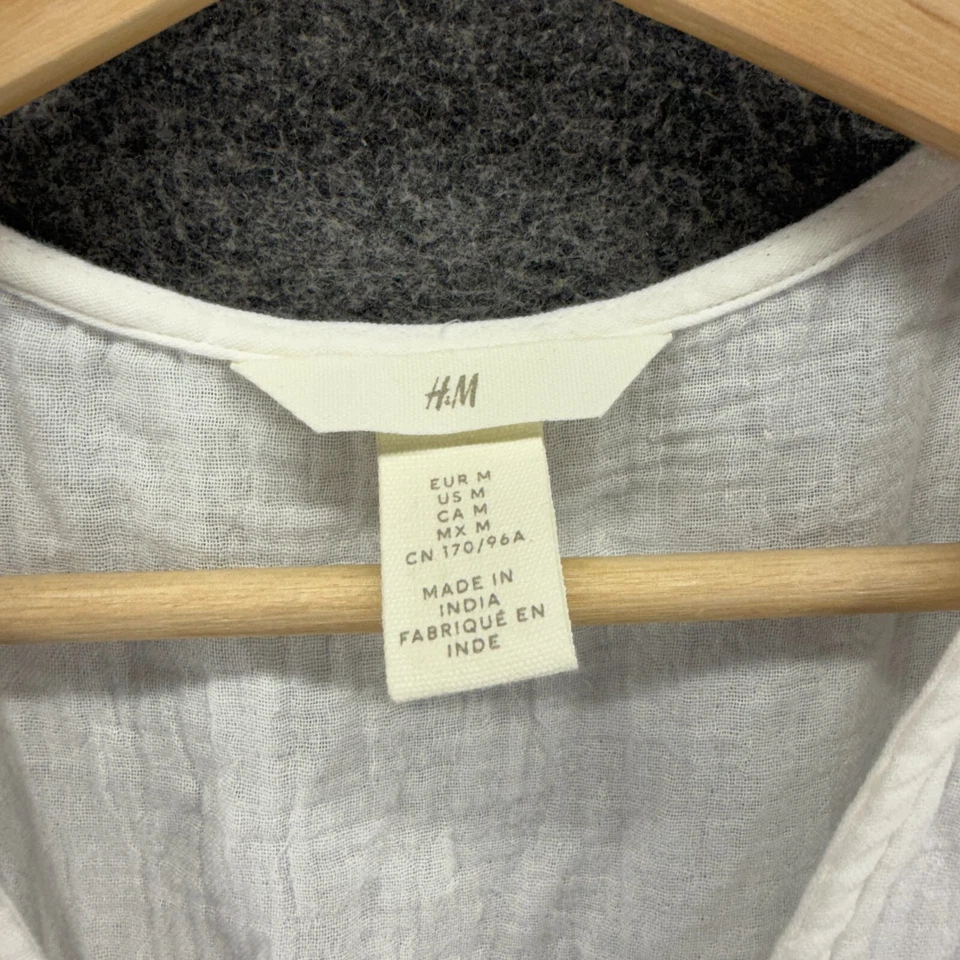 H&M
EUR M
US M
CA M
MX M
CN 170/96A
MADE IN
INDIA
FABRIQUÉ EN
INDE